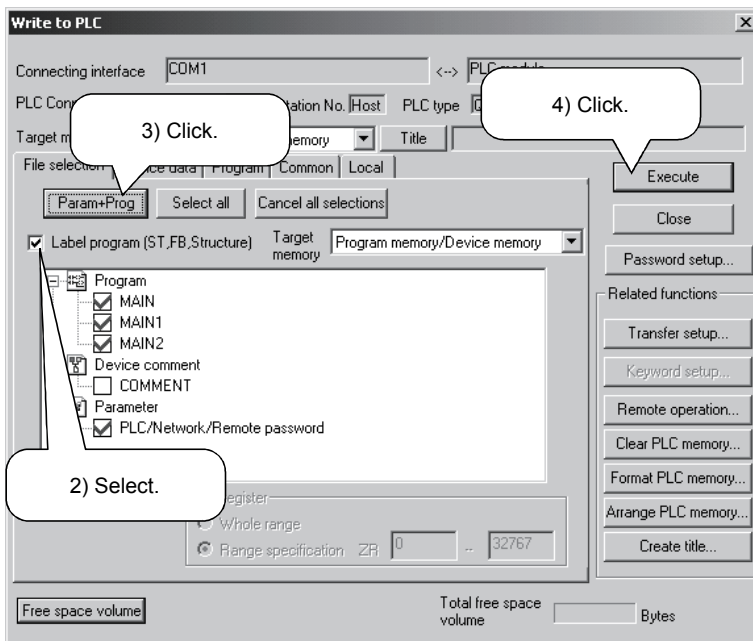 Write to PLC
Connecting interface COM1 <--> PLC module
PLC Con tation No. Host PLC type Q
3) Click.
4) Click.
Target m emory Title
File selection ce data Program Common Local
Execute
Param+Prog Select all Cancel all selections
Close
Label program (ST,FB,Structure) Target memory Program memory/Device memory
Password setup...
Program
Related functions
MAIN
MAIN1
Transfer setup...
MAIN2
Device comment
Keyword setup...
COMMENT
Parameter
Remote operation...
PLC/Network/Remote password
Clear PLC memory...
2) Select.
Format PLC memory...
egister
Arrange PLC memory...
Whole range
Range specification ZR 0 .. 32767
Create title...
Free space volume Total free space volume Bytes